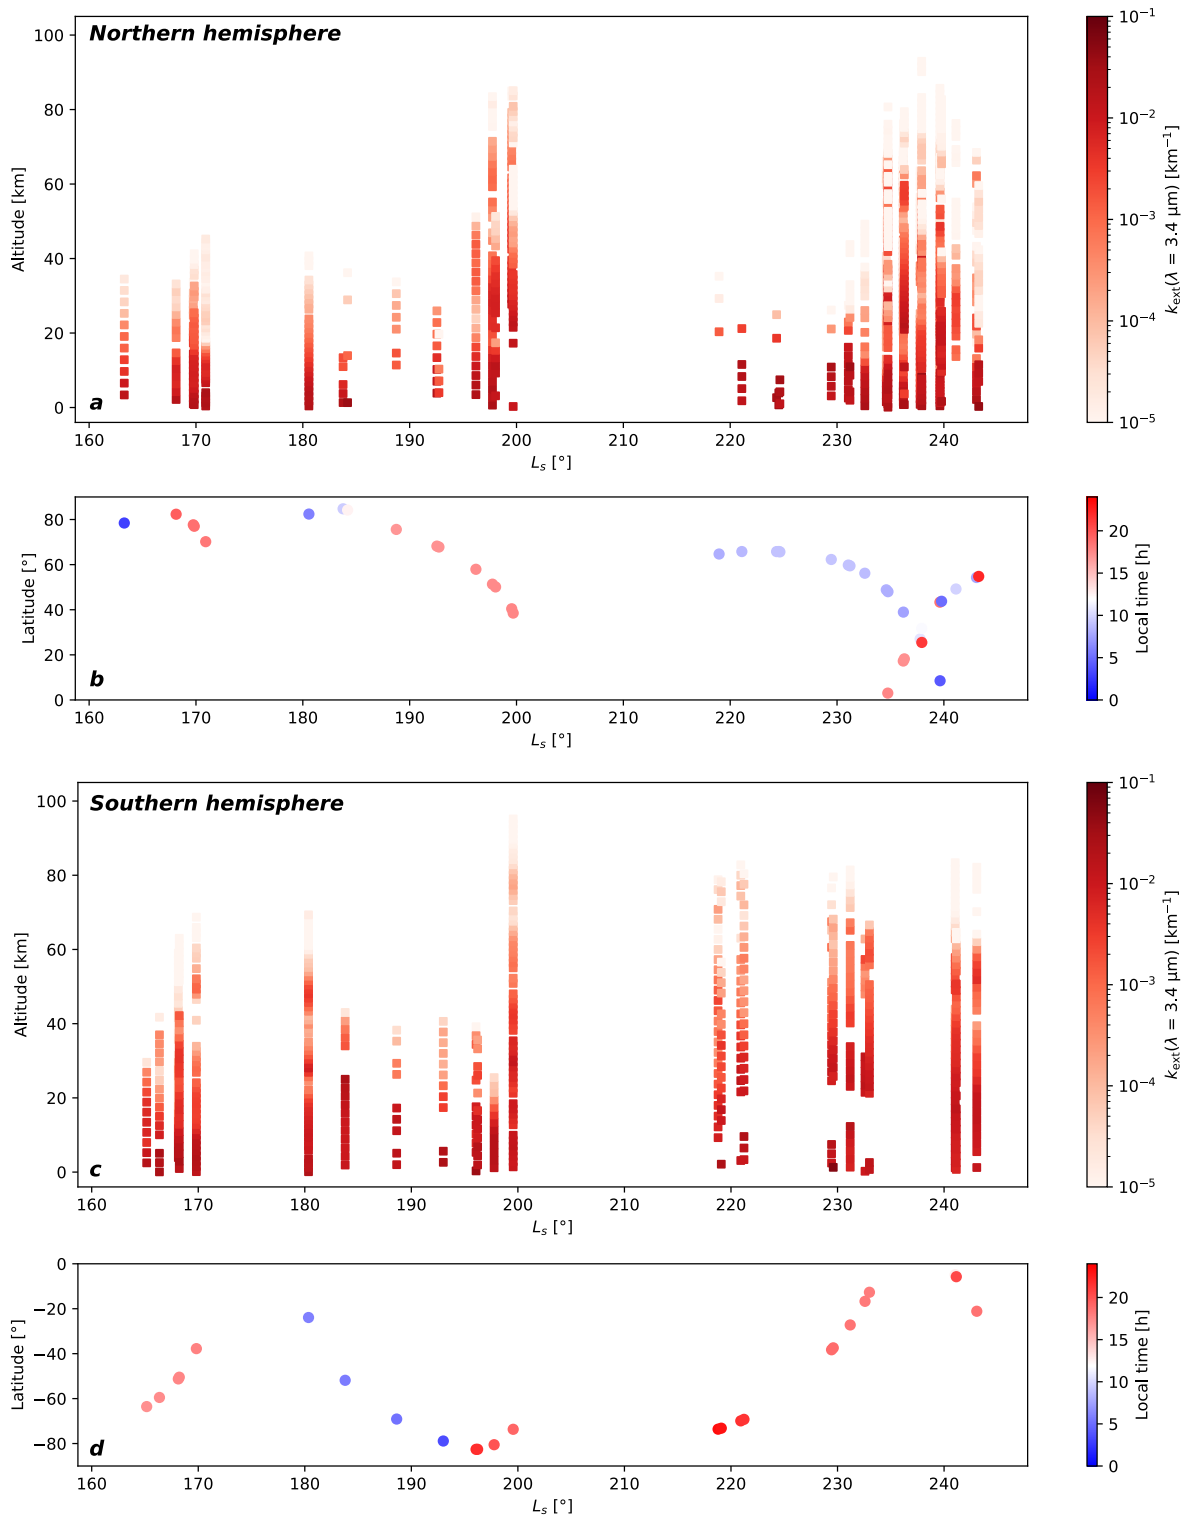 Northern hemisphere
100
80
60
40
20
0
Altitude [km]
a
160 170 180 190 200 210 220 230 240
Lₛ [°]
10⁻¹
10⁻²
10⁻³
10⁻⁴
10⁻⁵
k_ext(λ = 3.4 µm) [km⁻¹]
80
60
40
20
0
Latitude [°]
b
160 170 180 190 200 210 220 230 240
Lₛ [°]
20
15
10
5
0
Local time [h]
Southern hemisphere
100
80
60
40
20
0
Altitude [km]
c
160 170 180 190 200 210 220 230 240
Lₛ [°]
10⁻¹
10⁻²
10⁻³
10⁻⁴
10⁻⁵
k_ext(λ = 3.4 µm) [km⁻¹]
0
−20
−40
−60
−80
Latitude [°]
d
160 170 180 190 200 210 220 230 240
Lₛ [°]
20
15
10
5
0
Local time [h]